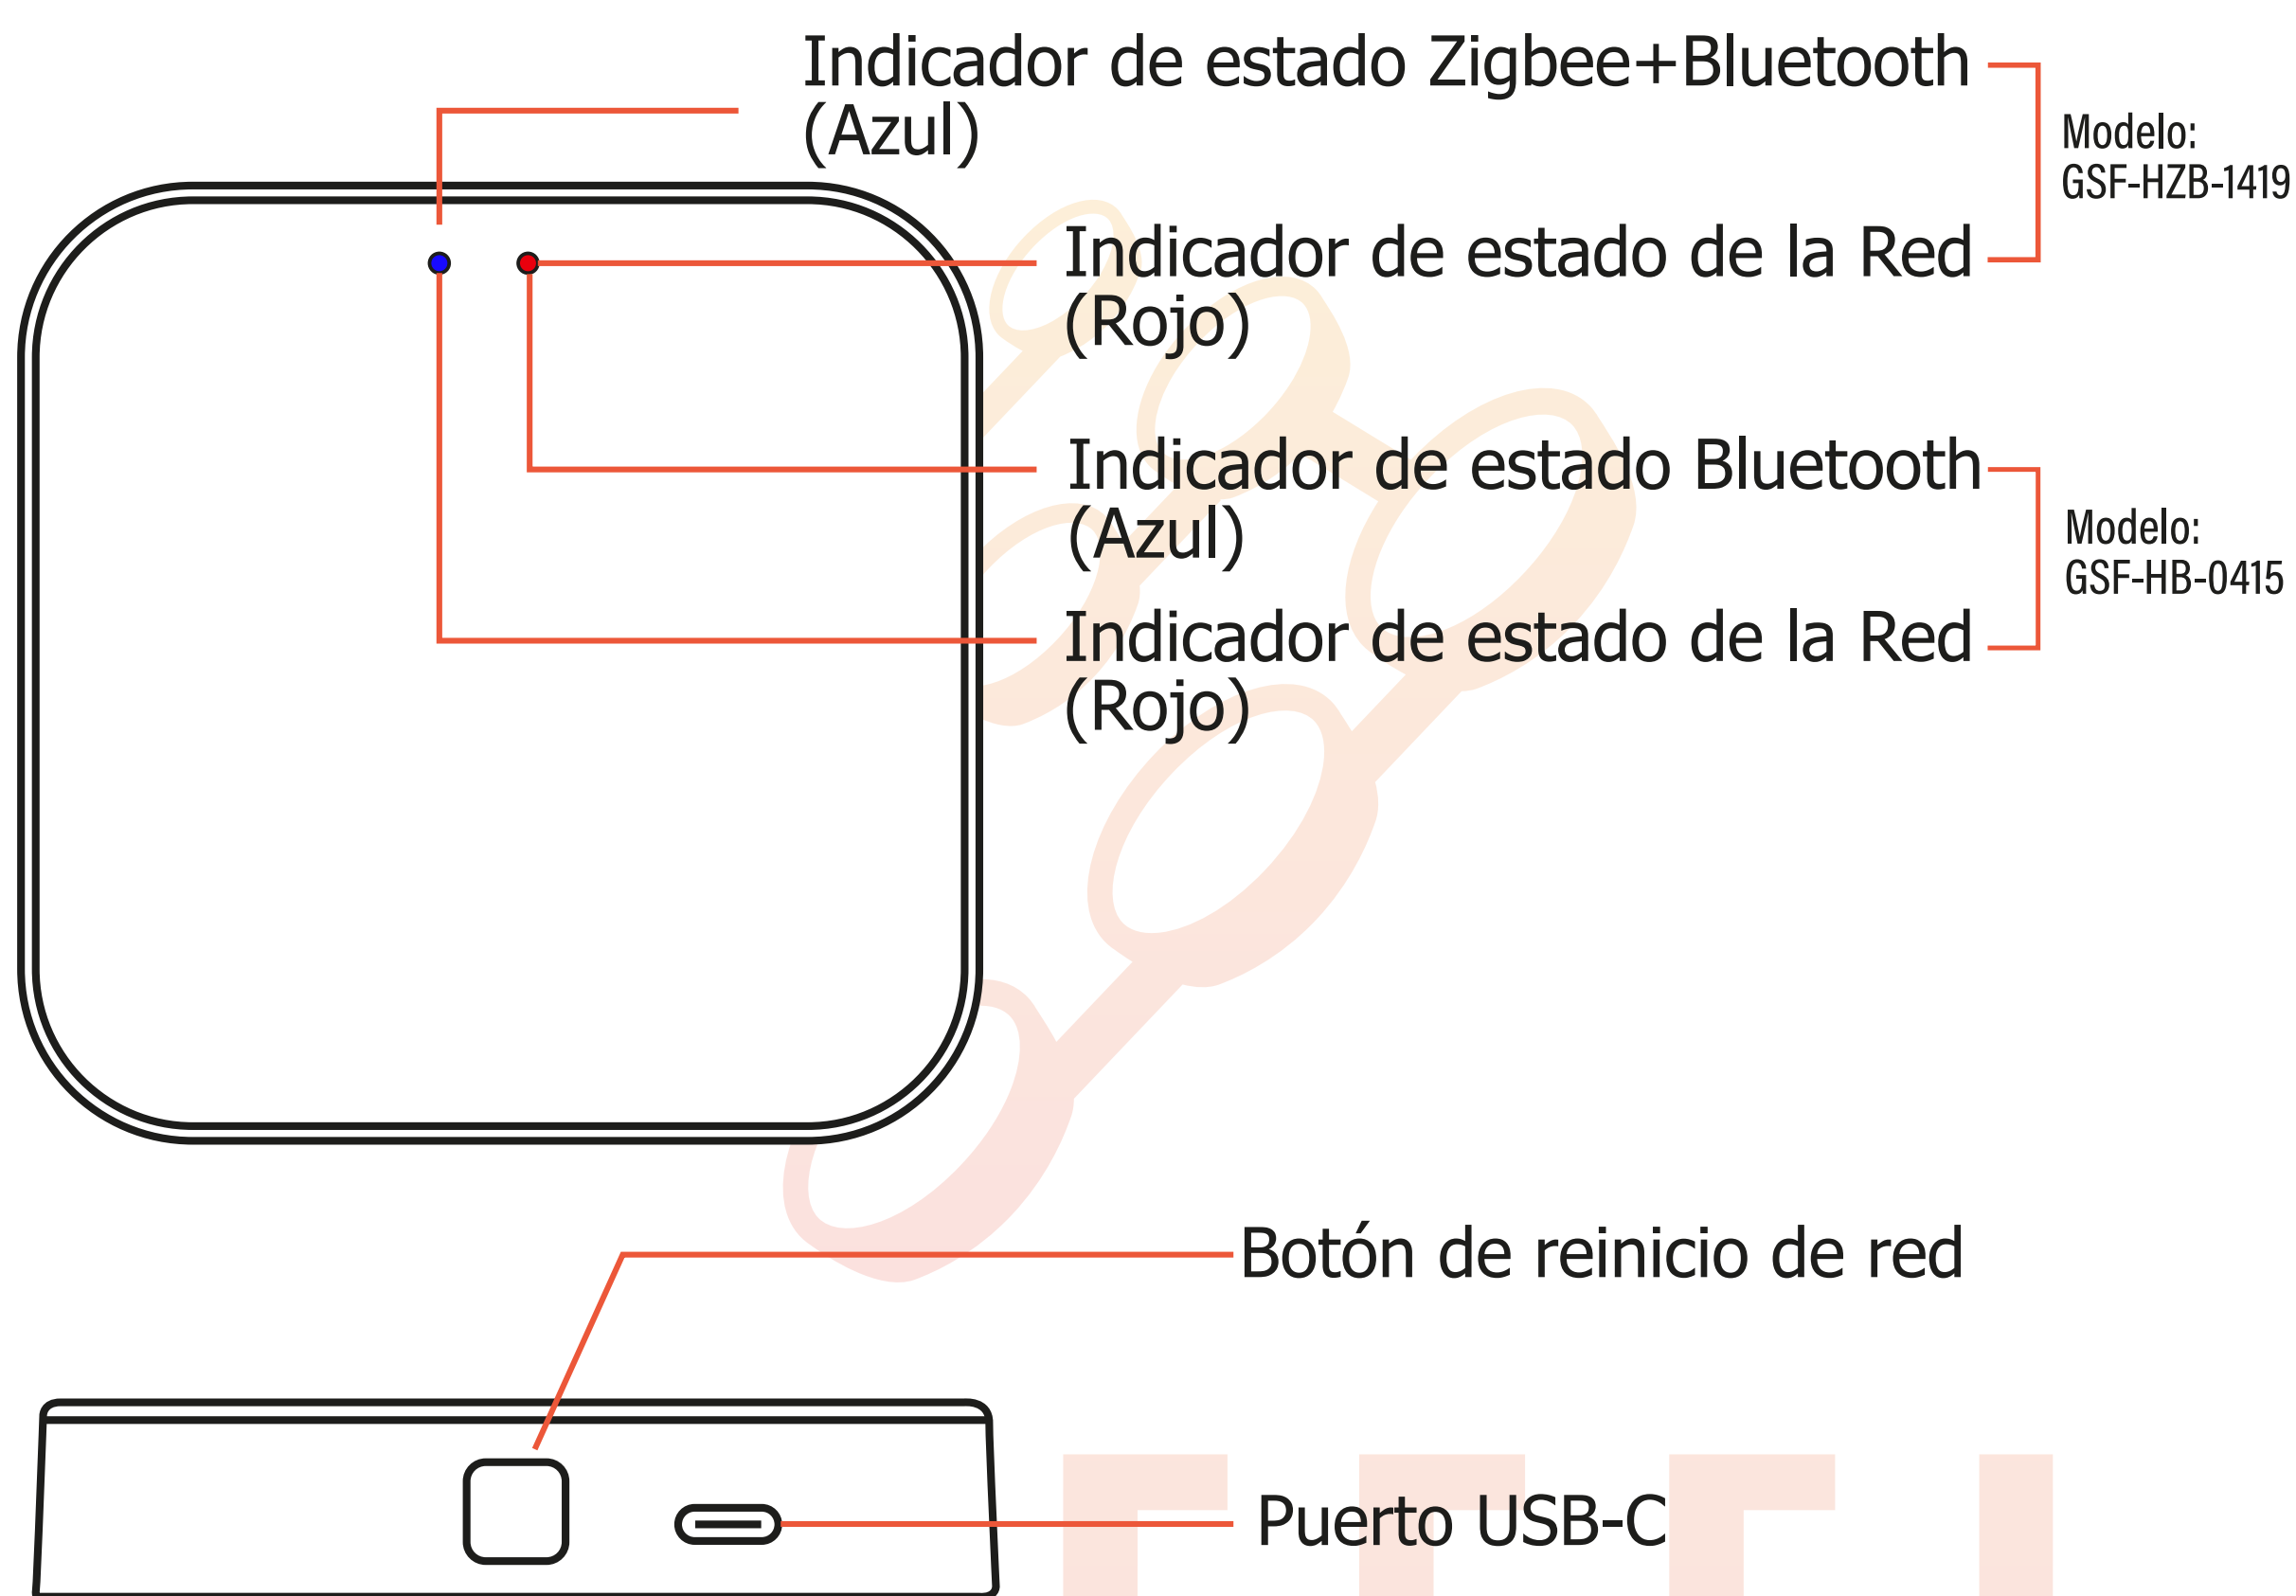 Indicador de estado Zigbee+Bluetooth
(Azul)
Modelo:
GSF-HZB-1419
Indicador de estado de la Red
(Rojo)
Indicador de estado Bluetooth
(Azul)
Modelo:
GSF-HB-0415
Indicador de estado de la Red
(Rojo)
Botón de reinicio de red
Puerto USB-C